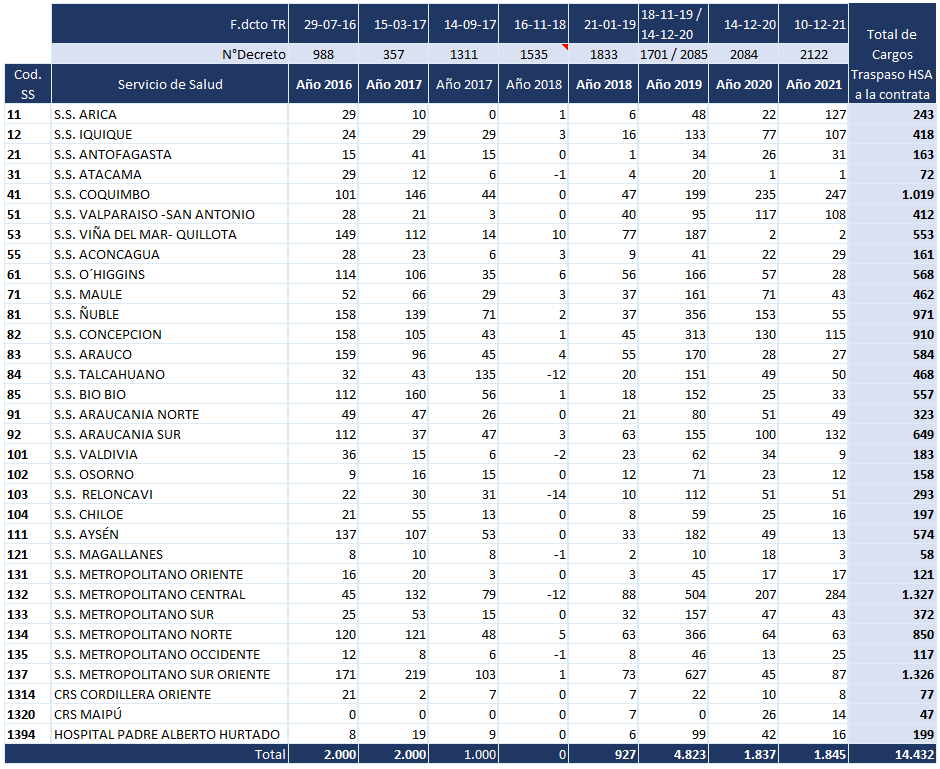 F.dcto TR 29-07-16 15-03-17 14-09-17 16-11-18 21-01-19 18-11-19 / 14-12-20 14-12-20 10-12-21 Total de Cargos Traspaso HSA a la contrata
N°Decreto 988 357 1311 1535 1833 1701 / 2085 2084 2122
Cod. SS Servicio de Salud Año 2016 Año 2017 Año 2017 Año 2018 Año 2018 Año 2019 Año 2020 Año 2021
11 S.S. ARICA 29 10 0 1 6 48 22 127 243
12 S.S. IQUIQUE 24 29 29 3 16 133 77 107 418
21 S.S. ANTOFAGASTA 15 41 15 0 1 34 26 31 163
31 S.S. ATACAMA 29 12 6 -1 4 20 1 1 72
41 S.S. COQUIMBO 101 146 44 0 47 199 235 247 1.019
51 S.S. VALPARAISO -SAN ANTONIO 28 21 3 0 40 95 117 108 412
53 S.S. VIÑA DEL MAR- QUILLOTA 149 112 14 10 77 187 2 2 553
55 S.S. ACONCAGUA 28 23 6 3 9 41 22 29 161
61 S.S. O´HIGGINS 114 106 35 6 56 166 57 28 568
71 S.S. MAULE 52 66 29 3 37 161 71 43 462
81 S.S. ÑUBLE 158 139 71 2 37 356 153 55 971
82 S.S. CONCEPCION 158 105 43 1 45 313 130 115 910
83 S.S. ARAUCO 159 96 45 4 55 170 28 27 584
84 S.S. TALCAHUANO 32 43 135 -12 20 151 49 50 468
85 S.S. BIO BIO 112 160 56 1 18 152 25 33 557
91 S.S. ARAUCANIA NORTE 49 47 26 0 21 80 51 49 323
92 S.S. ARAUCANIA SUR 112 37 47 3 63 155 100 132 649
101 S.S. VALDIVIA 36 15 6 -2 23 62 34 9 183
102 S.S. OSORNO 9 16 15 0 12 71 23 12 158
103 S.S. RELONCAVI 22 30 31 -14 10 112 51 51 293
104 S.S. CHILOE 21 55 13 0 8 59 25 16 197
111 S.S. AYSÉN 137 107 53 0 33 182 49 13 574
121 S.S. MAGALLANES 8 10 8 -1 2 10 18 3 58
131 S.S. METROPOLITANO ORIENTE 16 20 3 0 3 45 17 17 121
132 S.S. METROPOLITANO CENTRAL 45 132 79 -12 88 504 207 284 1.327
133 S.S. METROPOLITANO SUR 25 53 15 0 32 157 47 43 372
134 S.S. METROPOLITANO NORTE 120 121 48 5 63 366 64 63 850
135 S.S. METROPOLITANO OCCIDENTE 12 8 6 -1 8 46 13 25 117
137 S.S. METROPOLITANO SUR ORIENTE 171 219 103 1 73 627 45 87 1.326
1314 CRS CORDILLERA ORIENTE 21 2 7 0 7 22 10 8 77
1320 CRS MAIPÚ 0 0 0 0 7 0 26 14 47
1394 HOSPITAL PADRE ALBERTO HURTADO 8 19 9 0 6 99 42 16 199
Total 2.000 2.000 1.000 0 927 4.823 1.837 1.845 14.432